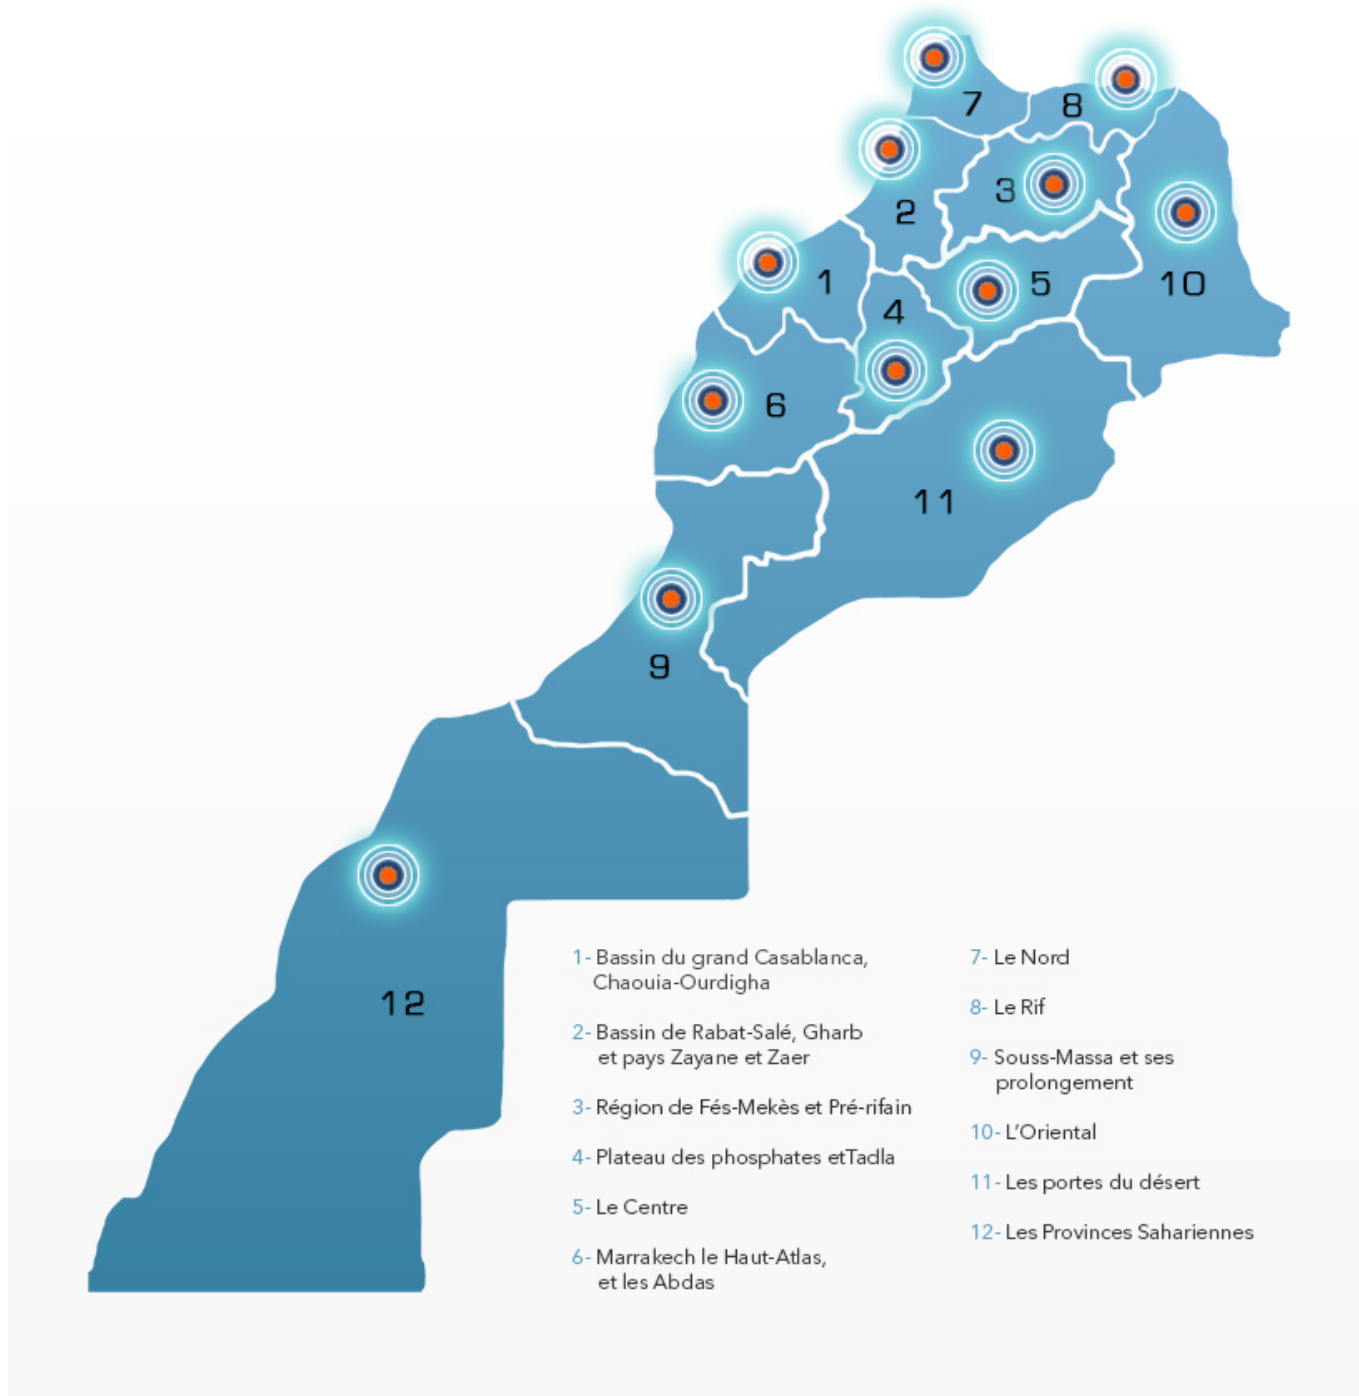 7
8
3
2
1
5
10
4
6
11
9
12
1- Bassin du grand Casablanca,
Chaouia-Ourdigha
2- Bassin de Rabat-Salé, Gharb
et pays Zayane et Zaer
3- Région de Fés-Mekès et Pré-rifain
4- Plateau des phosphates etTadla
5- Le Centre
6- Marrakech le Haut-Atlas,
et les Abdas
7- Le Nord
8- Le Rif
9- Souss-Massa et ses
prolongement
10- L'Oriental
11- Les portes du désert
12- Les Provinces Sahariennes